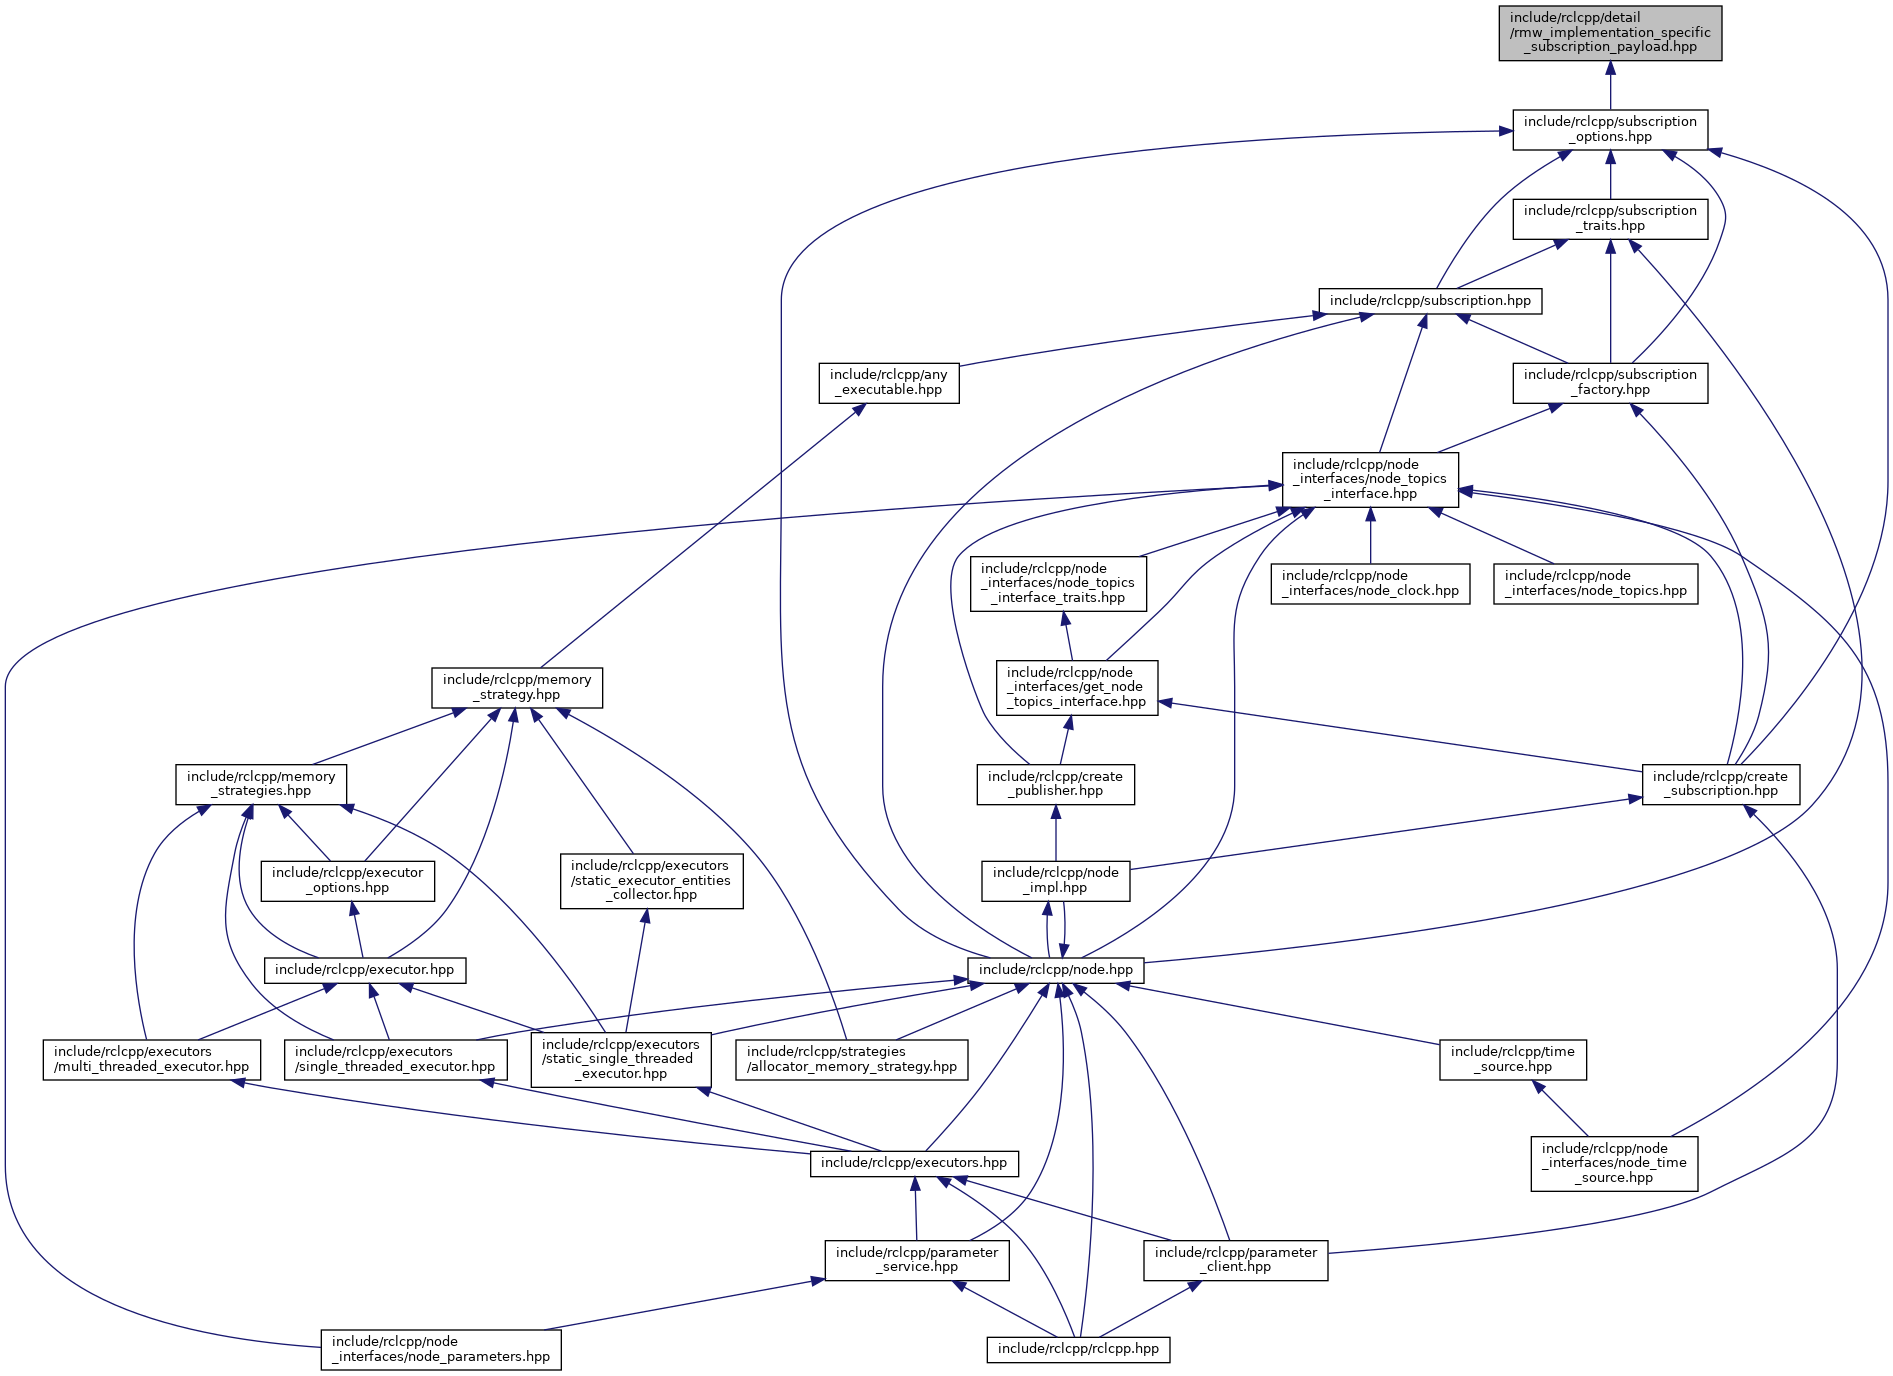 include/rclcpp/detail
/rmw_implementation_specific
_subscription_payload.hpp
include/rclcpp/subscription
_options.hpp
include/rclcpp/subscription
_traits.hpp
include/rclcpp/subscription.hpp
include/rclcpp/any
_executable.hpp
include/rclcpp/subscription
_factory.hpp
include/rclcpp/node
_interfaces/node_topics
_interface.hpp
include/rclcpp/node
_interfaces/node_topics
_interface_traits.hpp
include/rclcpp/node
_interfaces/node_clock.hpp
include/rclcpp/node
_interfaces/node_topics.hpp
include/rclcpp/memory
_strategy.hpp
include/rclcpp/node
_interfaces/get_node
_topics_interface.hpp
include/rclcpp/memory
_strategies.hpp
include/rclcpp/create
_publisher.hpp
include/rclcpp/create
_subscription.hpp
include/rclcpp/executor
_options.hpp
include/rclcpp/executors
/static_executor_entities
_collector.hpp
include/rclcpp/node
_impl.hpp
include/rclcpp/executor.hpp
include/rclcpp/node.hpp
include/rclcpp/executors
/multi_threaded_executor.hpp
include/rclcpp/executors
/single_threaded_executor.hpp
include/rclcpp/executors
/static_single_threaded
_executor.hpp
include/rclcpp/strategies
/allocator_memory_strategy.hpp
include/rclcpp/time
_source.hpp
include/rclcpp/executors.hpp
include/rclcpp/node
_interfaces/node_time
_source.hpp
include/rclcpp/parameter
_service.hpp
include/rclcpp/parameter
_client.hpp
include/rclcpp/node
_interfaces/node_parameters.hpp
include/rclcpp/rclcpp.hpp